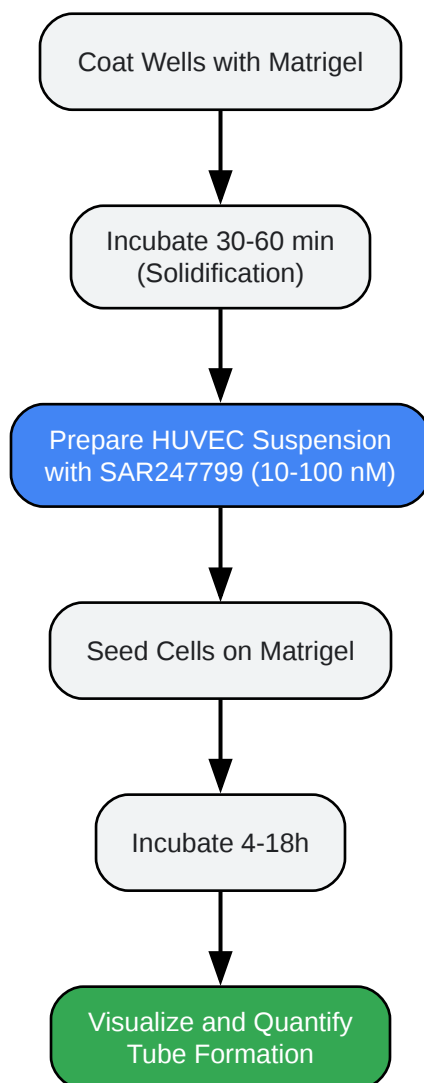 Coat Wells with Matrigel
Incubate 30-60 min
(Solidification)
Prepare HUVEC Suspension
with SAR247799 (10-100 nM)
Seed Cells on Matrigel
Incubate 4-18h
Visualize and Quantify
Tube Formation